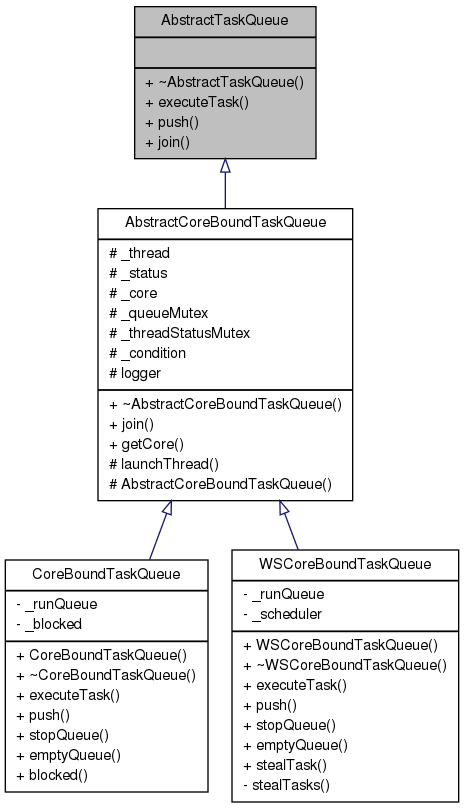 AbstractTaskQueue
+ ~AbstractTaskQueue()
+ executeTask()
+ push()
+ join()
AbstractCoreBoundTaskQueue
# _thread
# _status
# _core
# _queueMutex
# _threadStatusMutex
# _condition
# logger
+ ~AbstractCoreBoundTaskQueue()
+ join()
+ getCore()
# launchThread()
# AbstractCoreBoundTaskQueue()
CoreBoundTaskQueue
- _runQueue
- _blocked
+ CoreBoundTaskQueue()
+ ~CoreBoundTaskQueue()
+ executeTask()
+ push()
+ stopQueue()
+ emptyQueue()
+ blocked()
WSCoreBoundTaskQueue
- _runQueue
- _scheduler
+ WSCoreBoundTaskQueue()
+ ~WSCoreBoundTaskQueue()
+ executeTask()
+ push()
+ stopQueue()
+ emptyQueue()
+ stealTask()
- stealTasks()